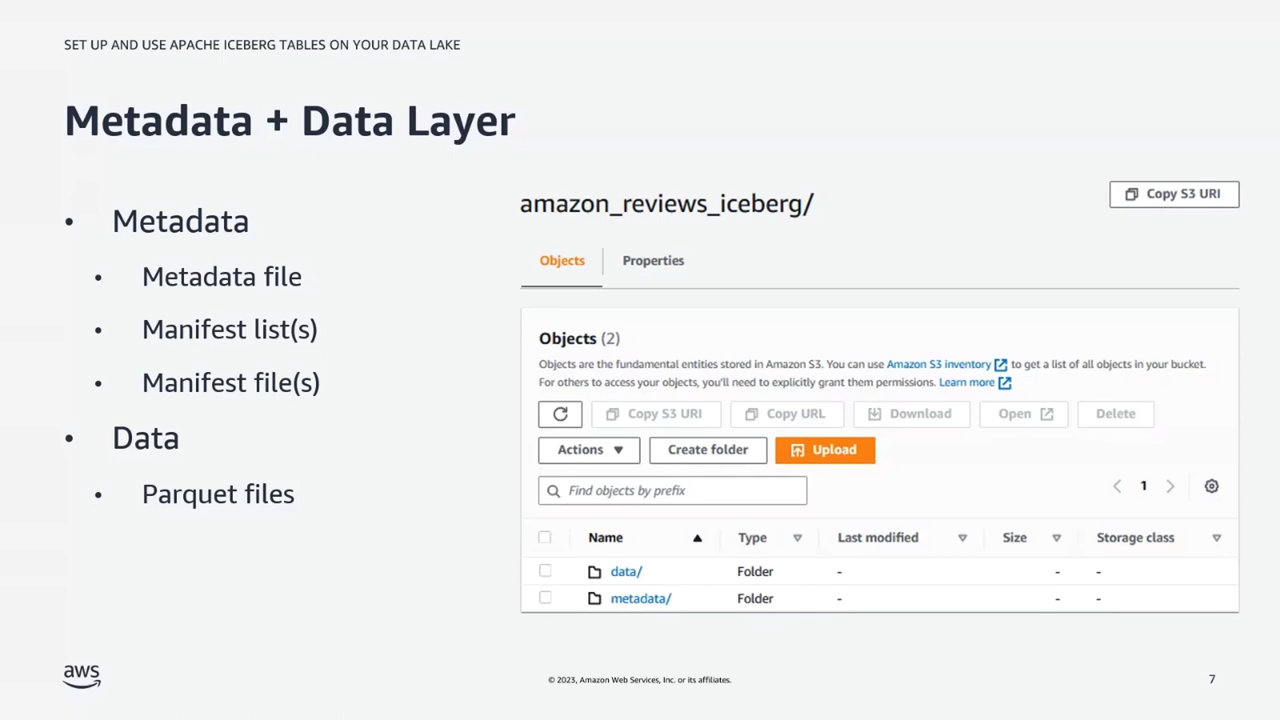 SET UP AND USE APACHE ICEBERG TABLES ON YOUR DATA LAKE
Metadata + Data Layer
• Metadata
• Metadata file
• Manifest list(s)
• Manifest file(s)
• Data
• Parquet files
amazon_reviews_iceberg/
Copy S3 URI
Objects
Properties
Objects (2)
Objects are the fundamental entities stored in Amazon S3. You can use Amazon S3 inventory to get a list of all objects in your bucket.
For others to access your objects, you'll need to explicitly grant them permissions. Learn more
Copy S3 URI Copy URL Download Open Delete
Actions Create folder Upload
Find objects by prefix
1
Name Type Last modified Size Storage class
data/ Folder - - -
metadata/ Folder - - -
aws
© 2023, Amazon Web Services, Inc. or its affiliates.
7